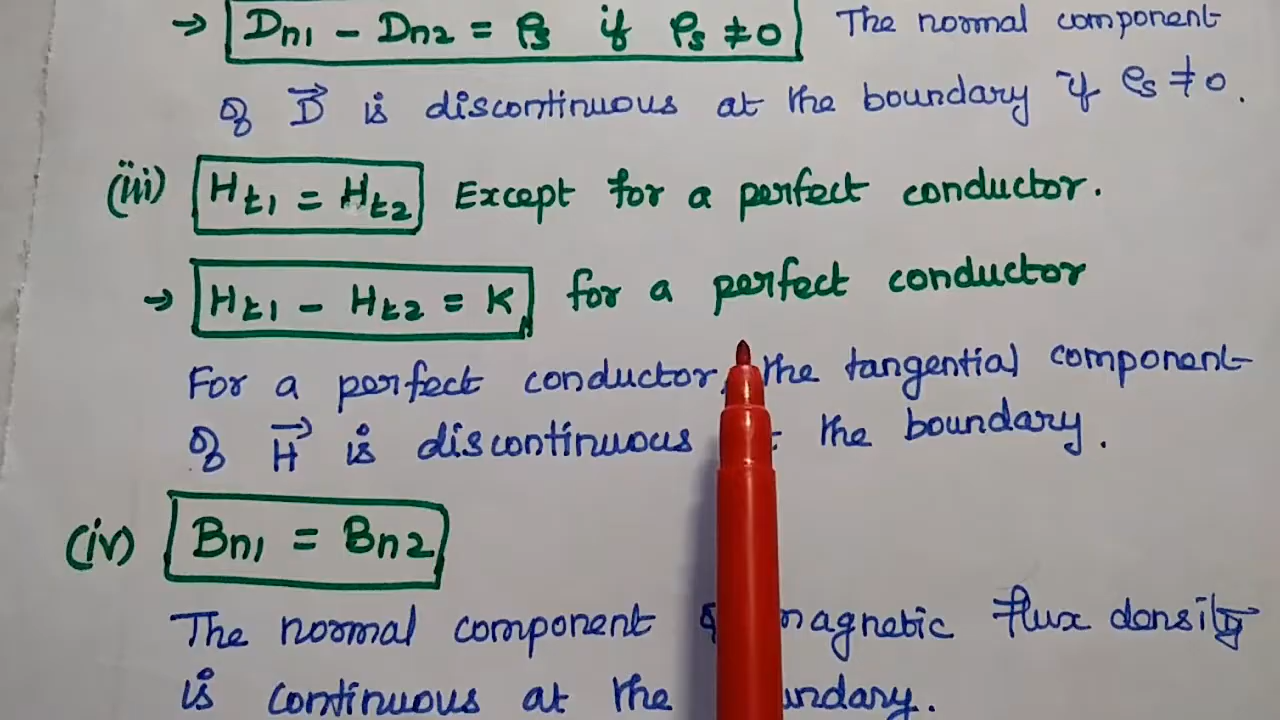 → Dn1 - Dn2 = ρs if ρs ≠ 0 The normal component
of D⃗ is discontinuous at the boundary if ρs ≠ 0.
(iii) Ht1 = Ht2 Except for a perfect conductor.
→ Ht1 - Ht2 = K for a perfect conductor
For a perfect conductor, the tangential component
of H⃗ is discontinuous the boundary.
(iv) Bn1 = Bn2
The normal component magnetic flux density
is continuous at the boundary.